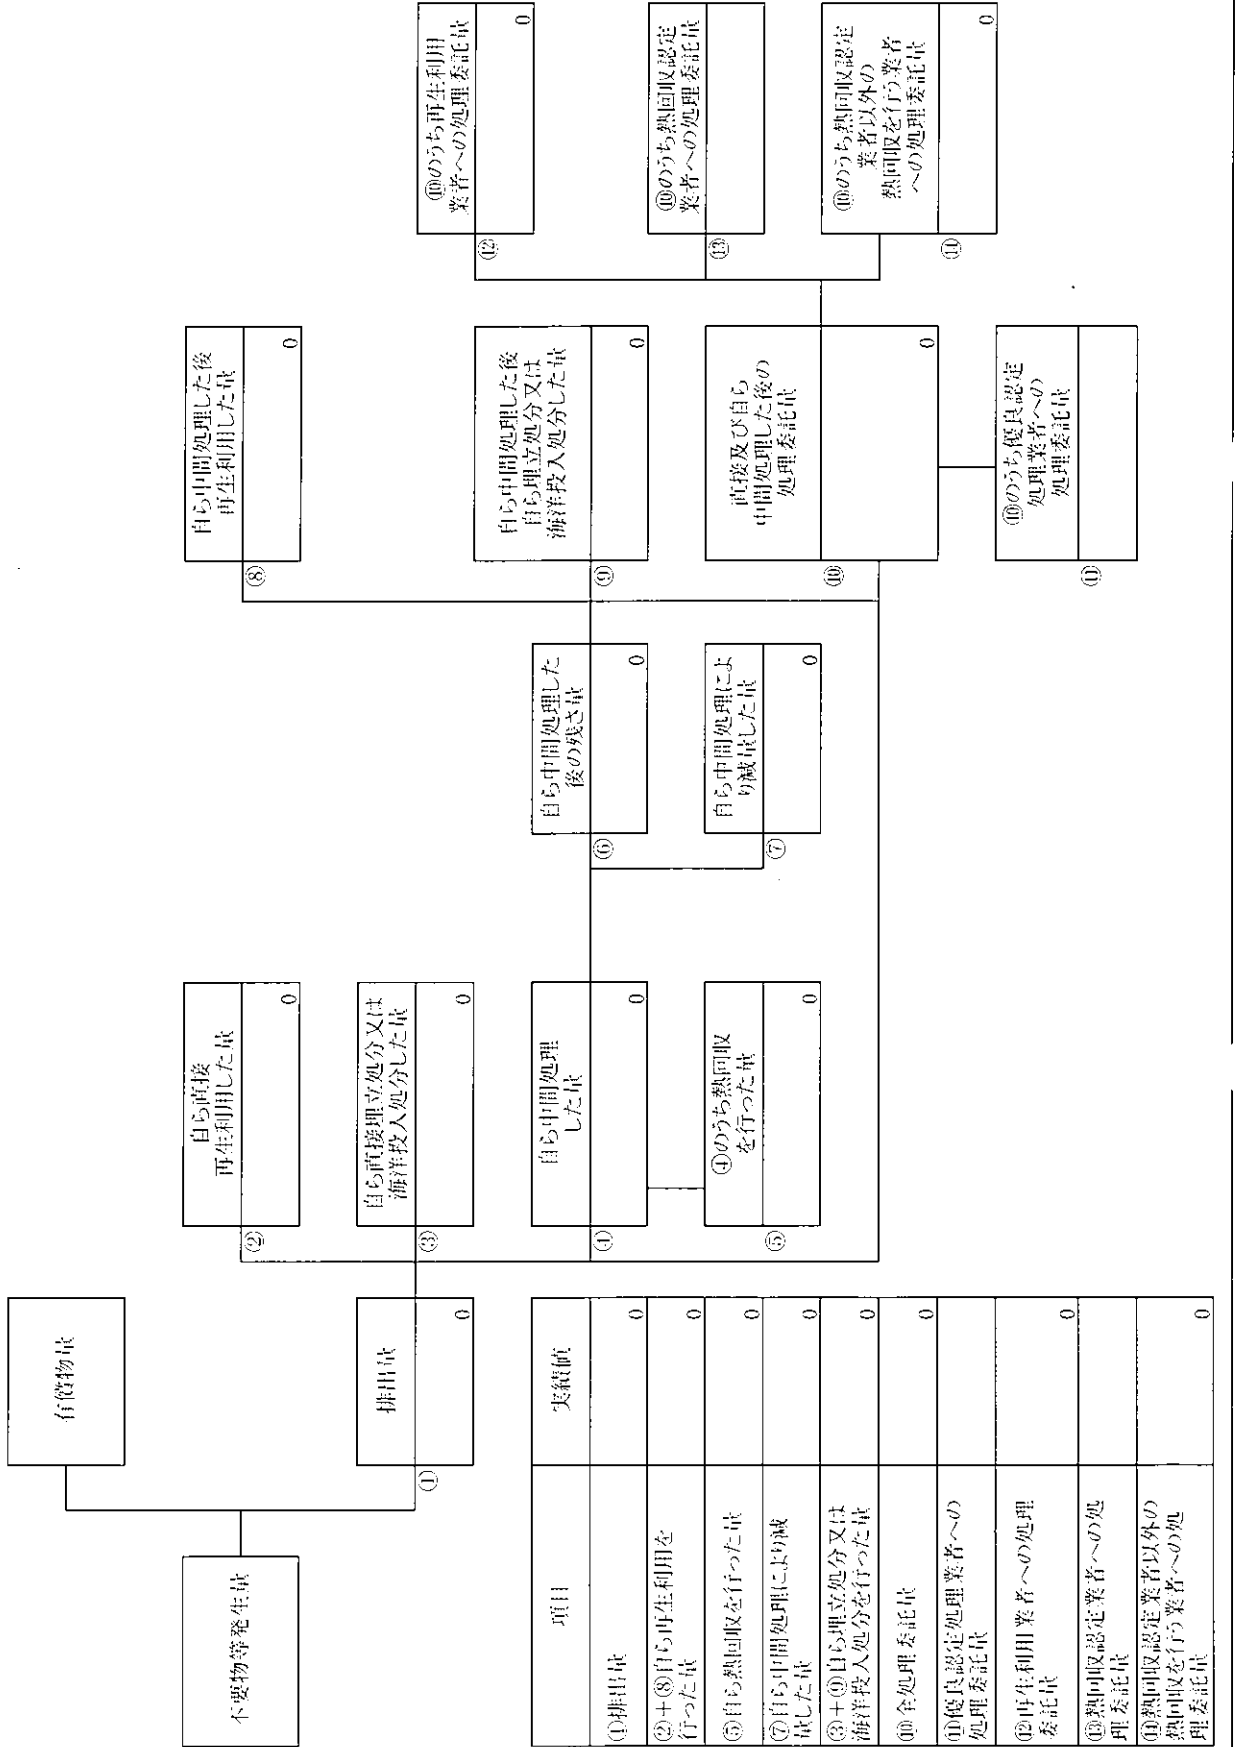 不要物等発生量
有償物量
①
排出量
0
②
自ら直接
再生利用した量
0
③
自ら直接埋立処分又は
海洋投入処分した量
0
④
自ら中間処理
した量
0
⑤
④のうち熱回収
を行った量
0
⑥
自ら中間処理した
後の残さ量
0
⑦
自ら中間処理によ
り減量した量
0
⑧
自ら中間処理した後
再生利用した量
0
⑨
自ら中間処理した後
自ら埋立処分又は
海洋投入処分した量
0
⑩
直接及び自ら
中間処理した後の
処理委託量
0
⑪
⑩のうち優良認定
処理業者への
処理委託量
⑫
⑩のうち再生利用
業者への処理委託量
0
⑬
⑩のうち熱回収認定
業者への処理委託量
⑭
⑩のうち熱回収認定
業者以外の
熱回収を行う業者
への処理委託量
0
項目 実績値
①排出量 0
②+⑧自ら再生利用を
行った量 0
⑤自ら熱回収を行った量 0
⑦自ら中間処理により減
量した量 0
③+⑨自ら埋立処分又は
海洋投入処分を行った量 0
⑩全処理委託量 0
⑪優良認定処理業者への
処理委託量
⑫再生利用業者への処理
委託量 0
⑬熱回収認定業者への処
理委託量
⑭熱回収認定業者以外の
熱回収を行う業者への処
理委託量 0